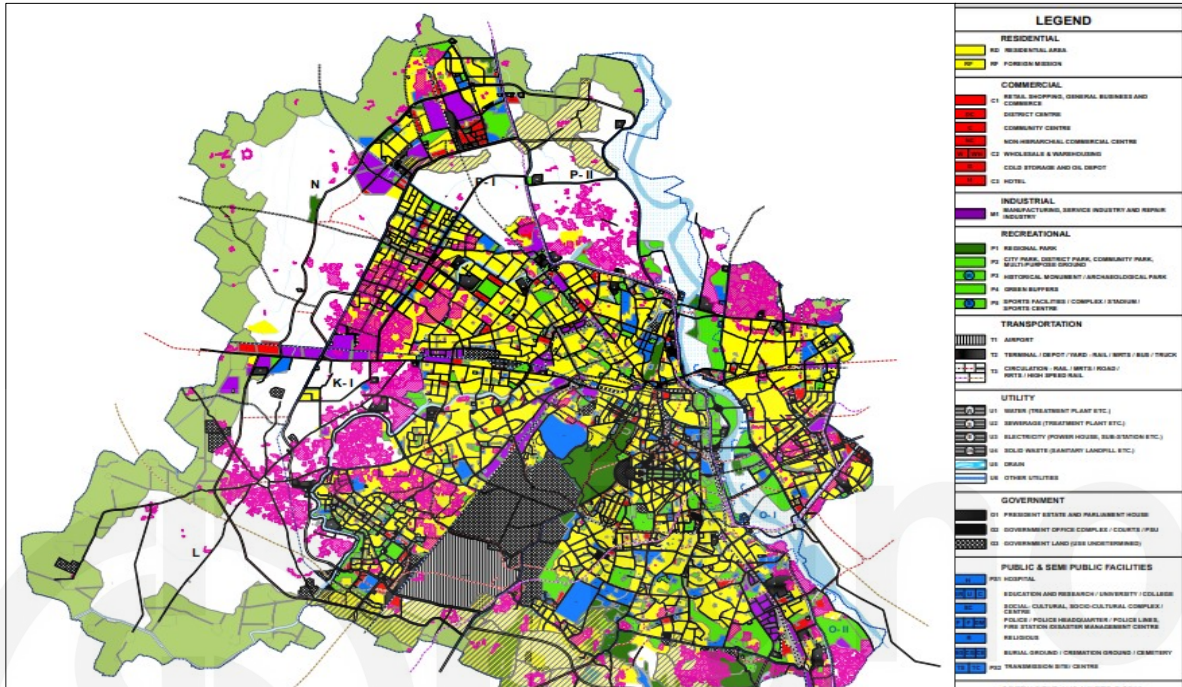 N
P-I
P-II
K-I
L
O-I
O-II
LEGEND
RESIDENTIAL
RD RESIDENTIAL AREA
RF RF FOREIGN MISSION
COMMERCIAL
C1 RETAIL SHOPPING, GENERAL BUSINESS AND
COMMERCE
DISTRICT CENTRE
COMMUNITY CENTRE
NON-HIERARCHIAL COMMERCIAL CENTRE
C2 WHOLESALE & WAREHOUSING
COLD STORAGE AND OIL DEPOT
C3 HOTEL
INDUSTRIAL
M1 MANUFACTURING, SERVICE INDUSTRY AND REPAIR
INDUSTRY
RECREATIONAL
P1 REGIONAL PARK
P2 CITY PARK, DISTRICT PARK, COMMUNITY PARK,
MULTI-PURPOSE GROUND
P3 HISTORICAL MONUMENT / ARCHAEOLOGICAL PARK
P4 GREEN BUFFERS
P5 SPORTS FACILITIES / COMPLEX / STADIUM /
SPORTS CENTRE
TRANSPORTATION
T1 AIRPORT
T2 TERMINAL / DEPOT / YARD - RAIL / MRTS / BUS / TRUCK
T3 CIRCULATION - RAIL / MRTS / ROAD /
RRTS / HIGH SPEED RAIL
UTILITY
U1 WATER (TREATMENT PLANT ETC.)
U2 SEWERAGE (TREATMENT PLANT ETC.)
U3 ELECTRICITY (POWER HOUSE, SUB-STATION ETC.)
U4 SOLID WASTE (SANITARY LANDFILL ETC.)
U5 DRAIN
U6 OTHER UTILITIES
GOVERNMENT
G1 PRESIDENT ESTATE AND PARLIAMENT HOUSE
G2 GOVERNMENT OFFICE COMPLEX / COURTS / PSU
G3 GOVERNMENT LAND (USE UNDETERMINED)
PUBLIC & SEMI PUBLIC FACILITIES
PS1 HOSPITAL
EDUCATION AND RESEARCH / UNIVERSITY / COLLEGE
SOCIAL- CULTURAL, SOCIO-CULTURAL COMPLEX /
CENTRE
POLICE / POLICE HEADQUARTER / POLICE LINES,
FIRE STATION DISASTER MANAGEMENT CENTRE
RELIGIOUS
BURIAL GROUND / CREMATION GROUND / CEMETERY
PS2 TRANSMISSION SITE/ CENTRE